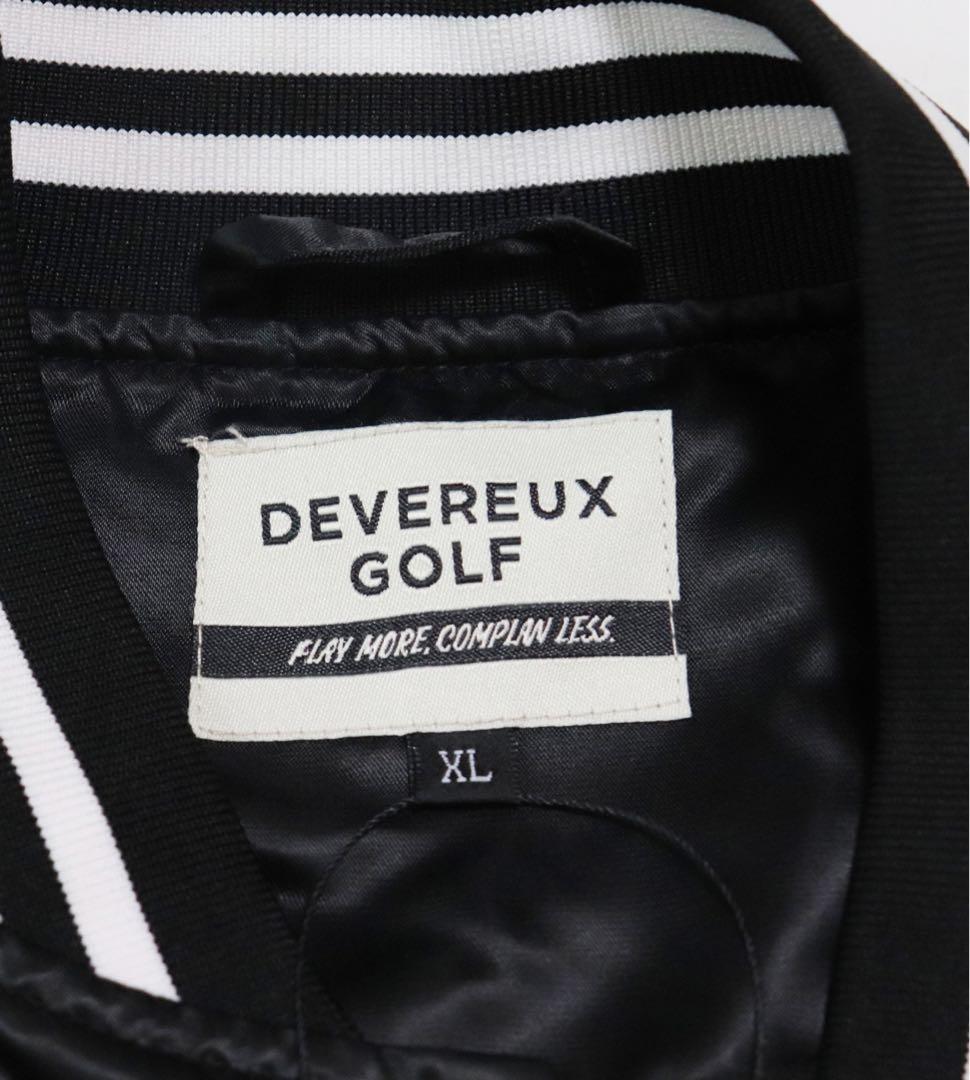 DEVEREUX
GOLF
PLAY MORE. COMPLAIN LESS.
XL